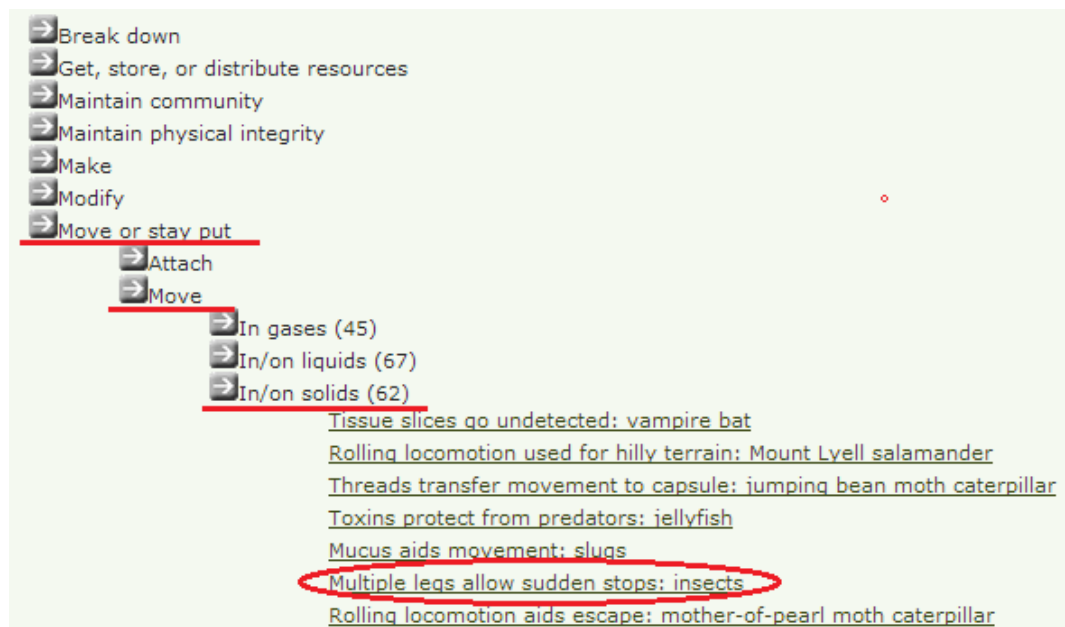 Break down
Get, store, or distribute resources
Maintain community
Maintain physical integrity
Make
Modify
Move or stay put
Attach
Move
In gases (45)
In/on liquids (67)
In/on solids (62)
Tissue slices go undetected: vampire bat
Rolling locomotion used for hilly terrain: Mount Lyell salamander
Threads transfer movement to capsule: jumping bean moth caterpillar
Toxins protect from predators: jellyfish
Mucus aids movement: slugs
Multiple legs allow sudden stops: insects
Rolling locomotion aids escape: mother-of-pearl moth caterpillar